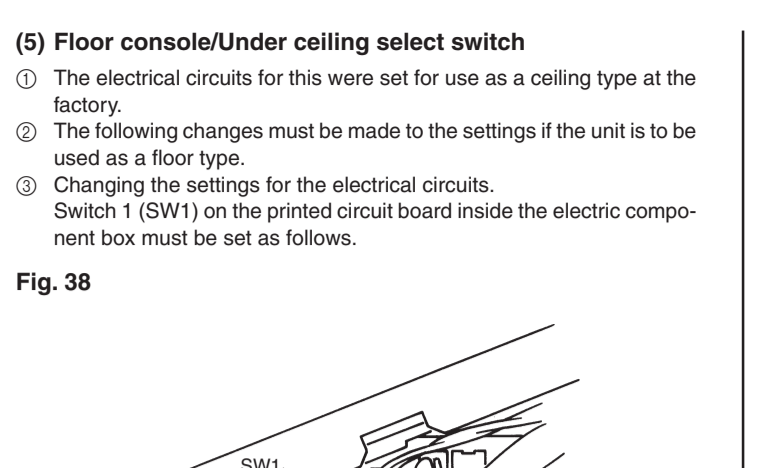 (5) Floor console/Under ceiling select switch
① The electrical circuits for this were set for use as a ceiling type at the
factory.
② The following changes must be made to the settings if the unit is to be
used as a floor type.
③ Changing the settings for the electrical circuits.
Switch 1 (SW1) on the printed circuit board inside the electric compo-
nent box must be set as follows.
Fig. 38
SW1